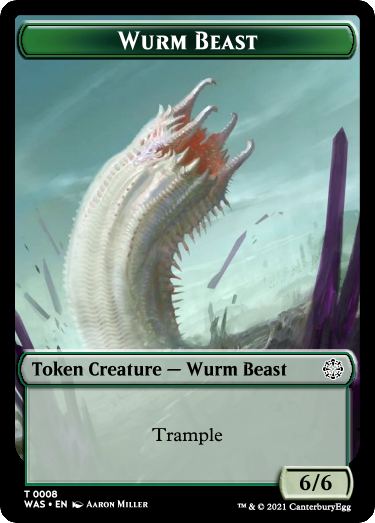 Wurm Beast
Token Creature — Wurm Beast
Trample
6/6
T 0008
WAS • EN Aaron Miller
™ & © 2021 CanterburyEgg